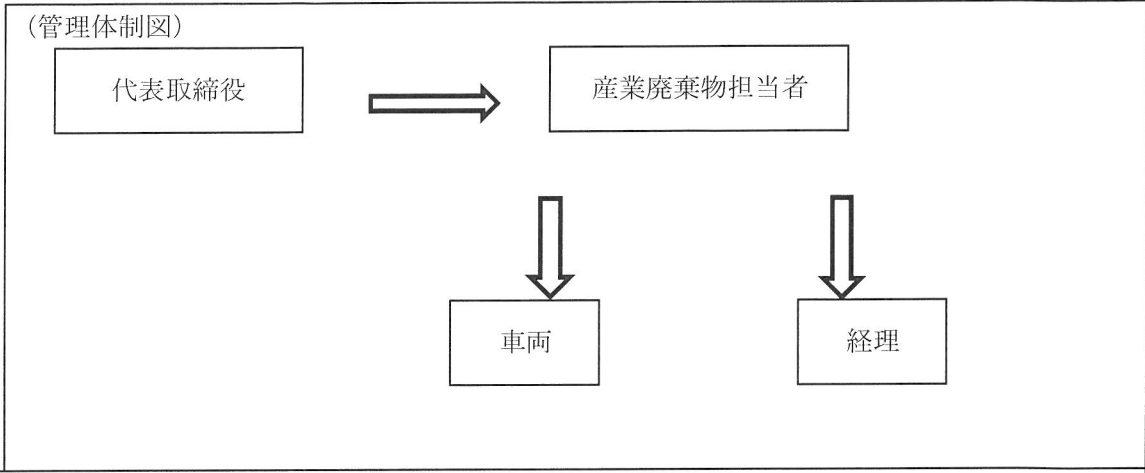 （管理体制図）
代表取締役
産業廃棄物担当者
車両
経理